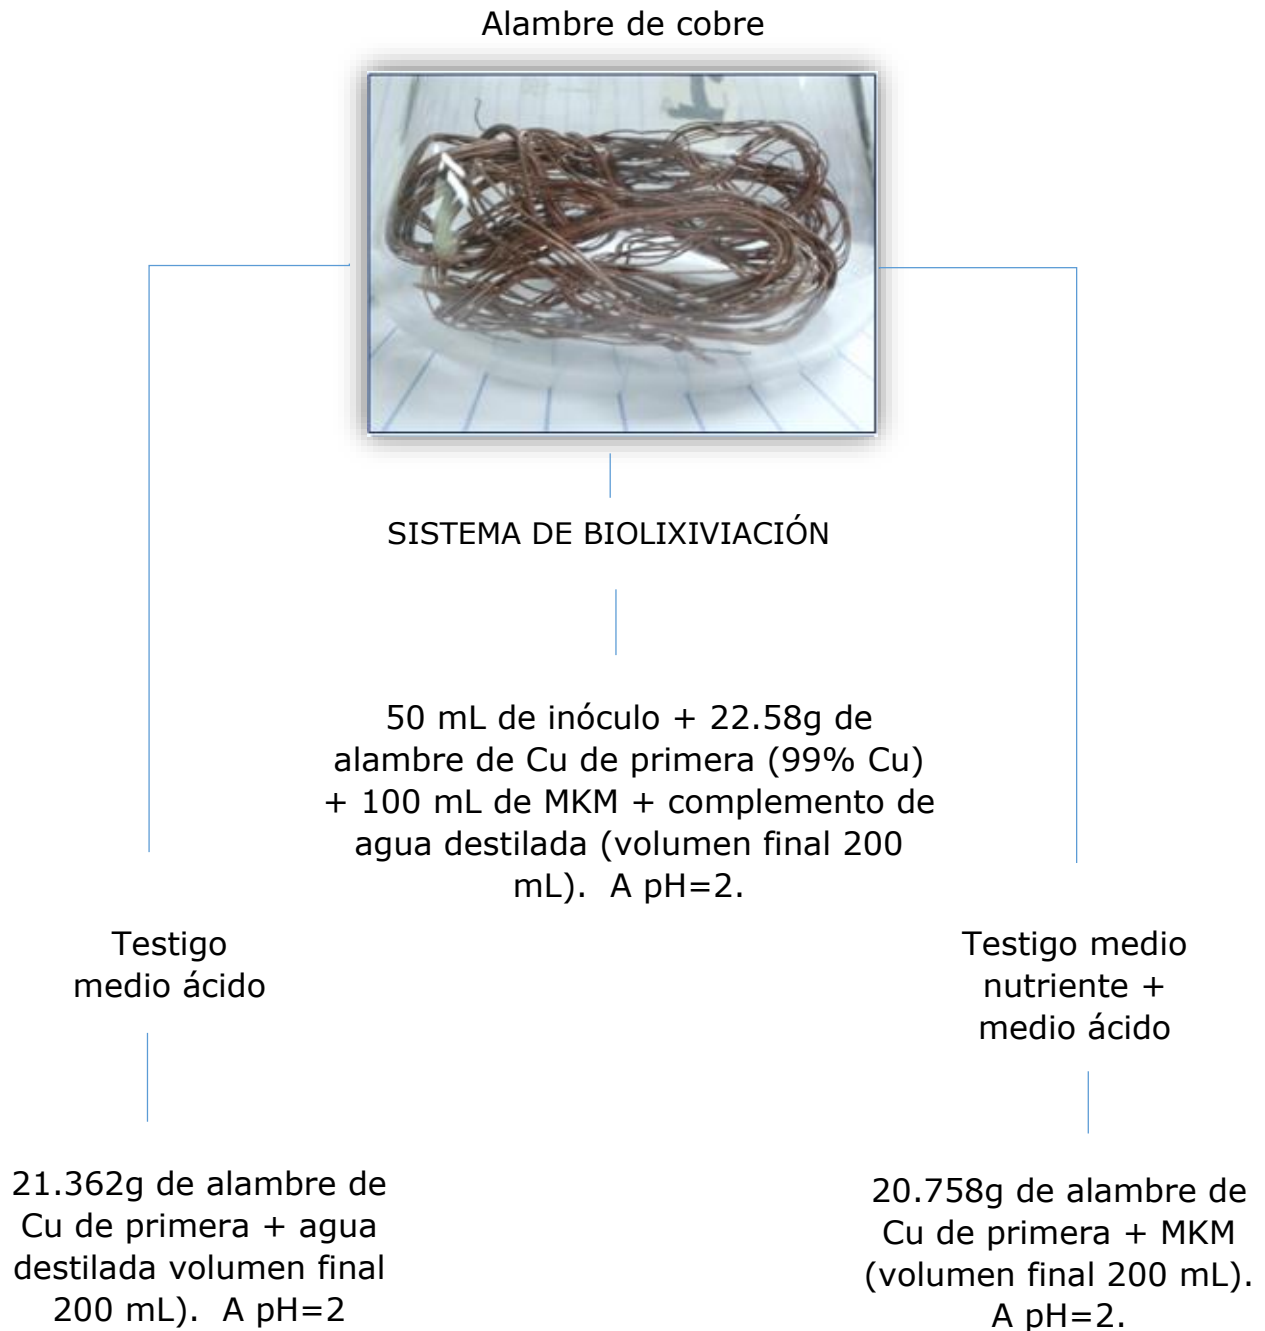 Alambre de cobre
SISTEMA DE BIOLIXIVIACIÓN
50 mL de inóculo + 22.58g de
alambre de Cu de primera (99% Cu)
+ 100 mL de MKM + complemento de
agua destilada (volumen final 200
mL). A pH=2.
Testigo
medio ácido
21.362g de alambre de
Cu de primera + agua
destilada volumen final
200 mL). A pH=2
Testigo medio
nutriente +
medio ácido
20.758g de alambre de
Cu de primera + MKM
(volumen final 200 mL).
A pH=2.